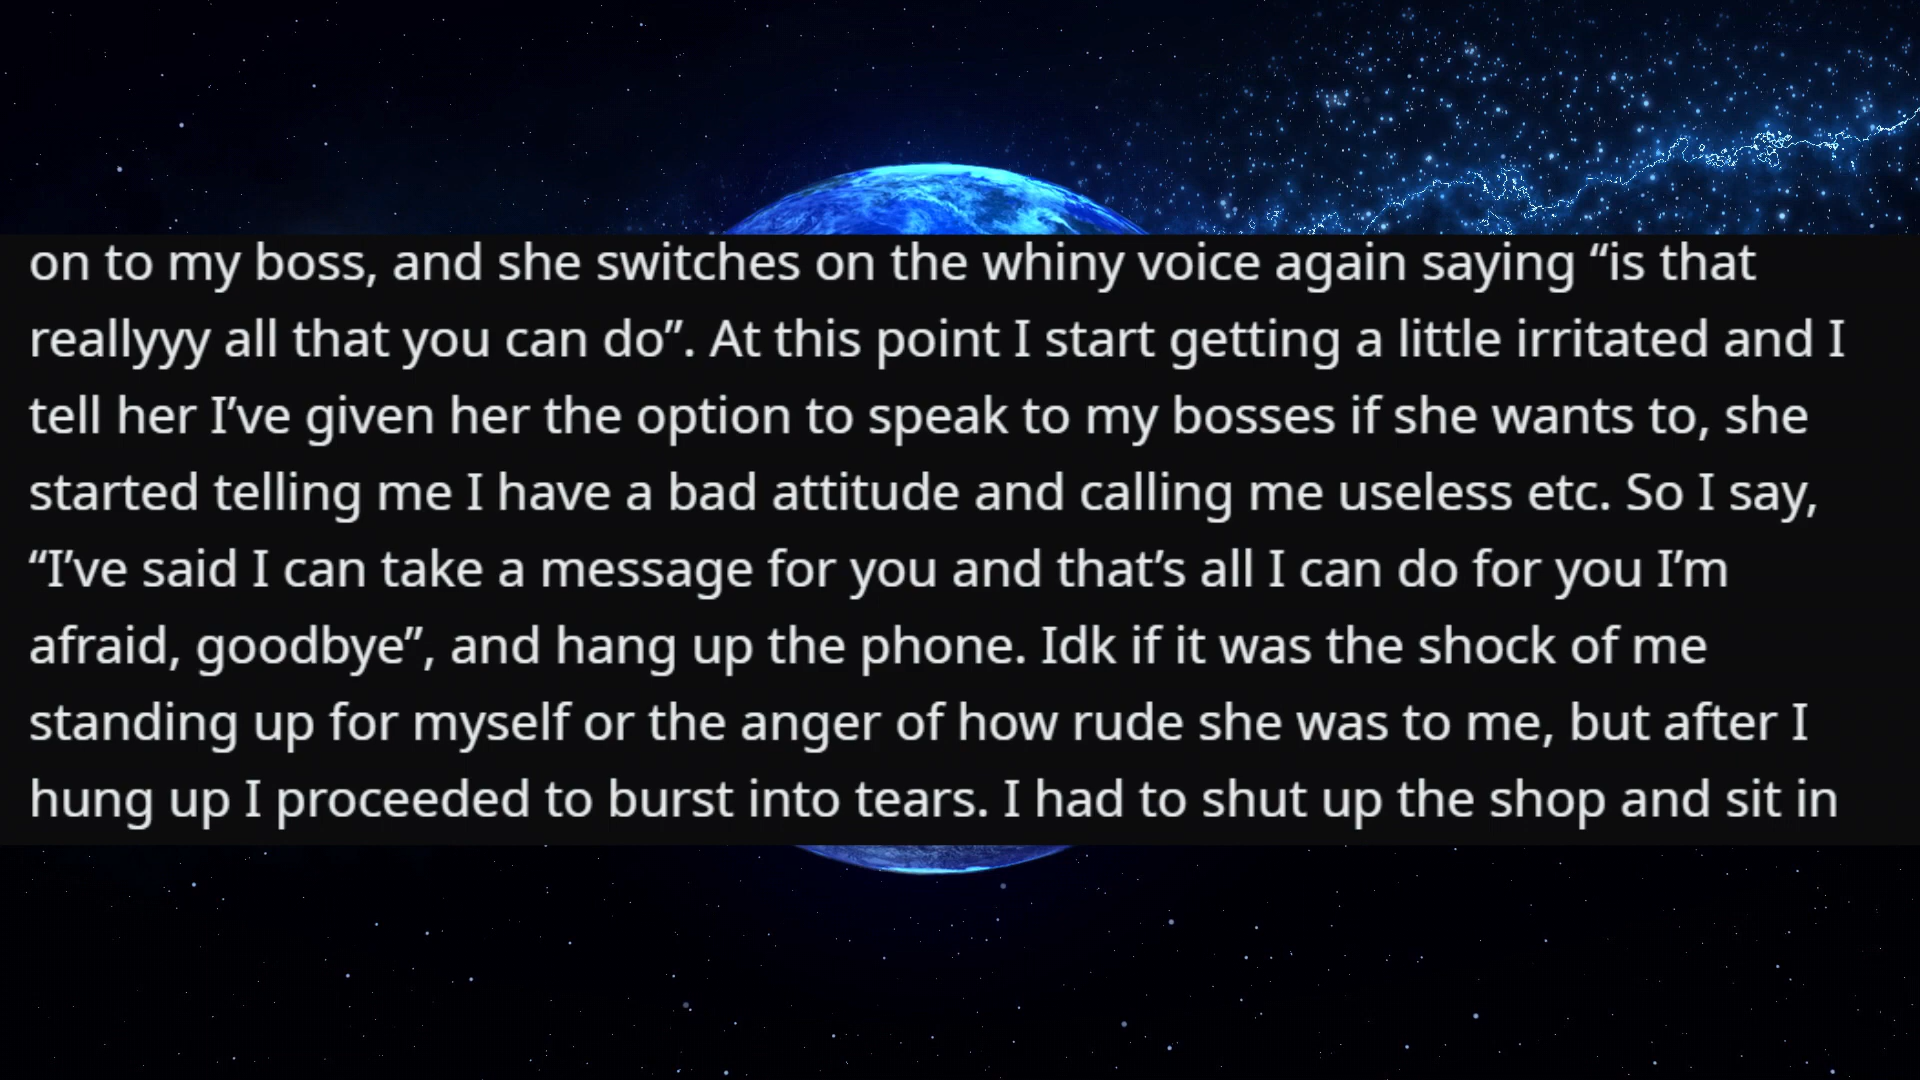 on to my boss, and she switches on the whiny voice again saying “is that
reallyyy all that you can do”. At this point I start getting a little irritated and I
tell her I’ve given her the option to speak to my bosses if she wants to, she
started telling me I have a bad attitude and calling me useless etc. So I say,
“I’ve said I can take a message for you and that’s all I can do for you I’m
afraid, goodbye”, and hang up the phone. Idk if it was the shock of me
standing up for myself or the anger of how rude she was to me, but after I
hung up I proceeded to burst into tears. I had to shut up the shop and sit in